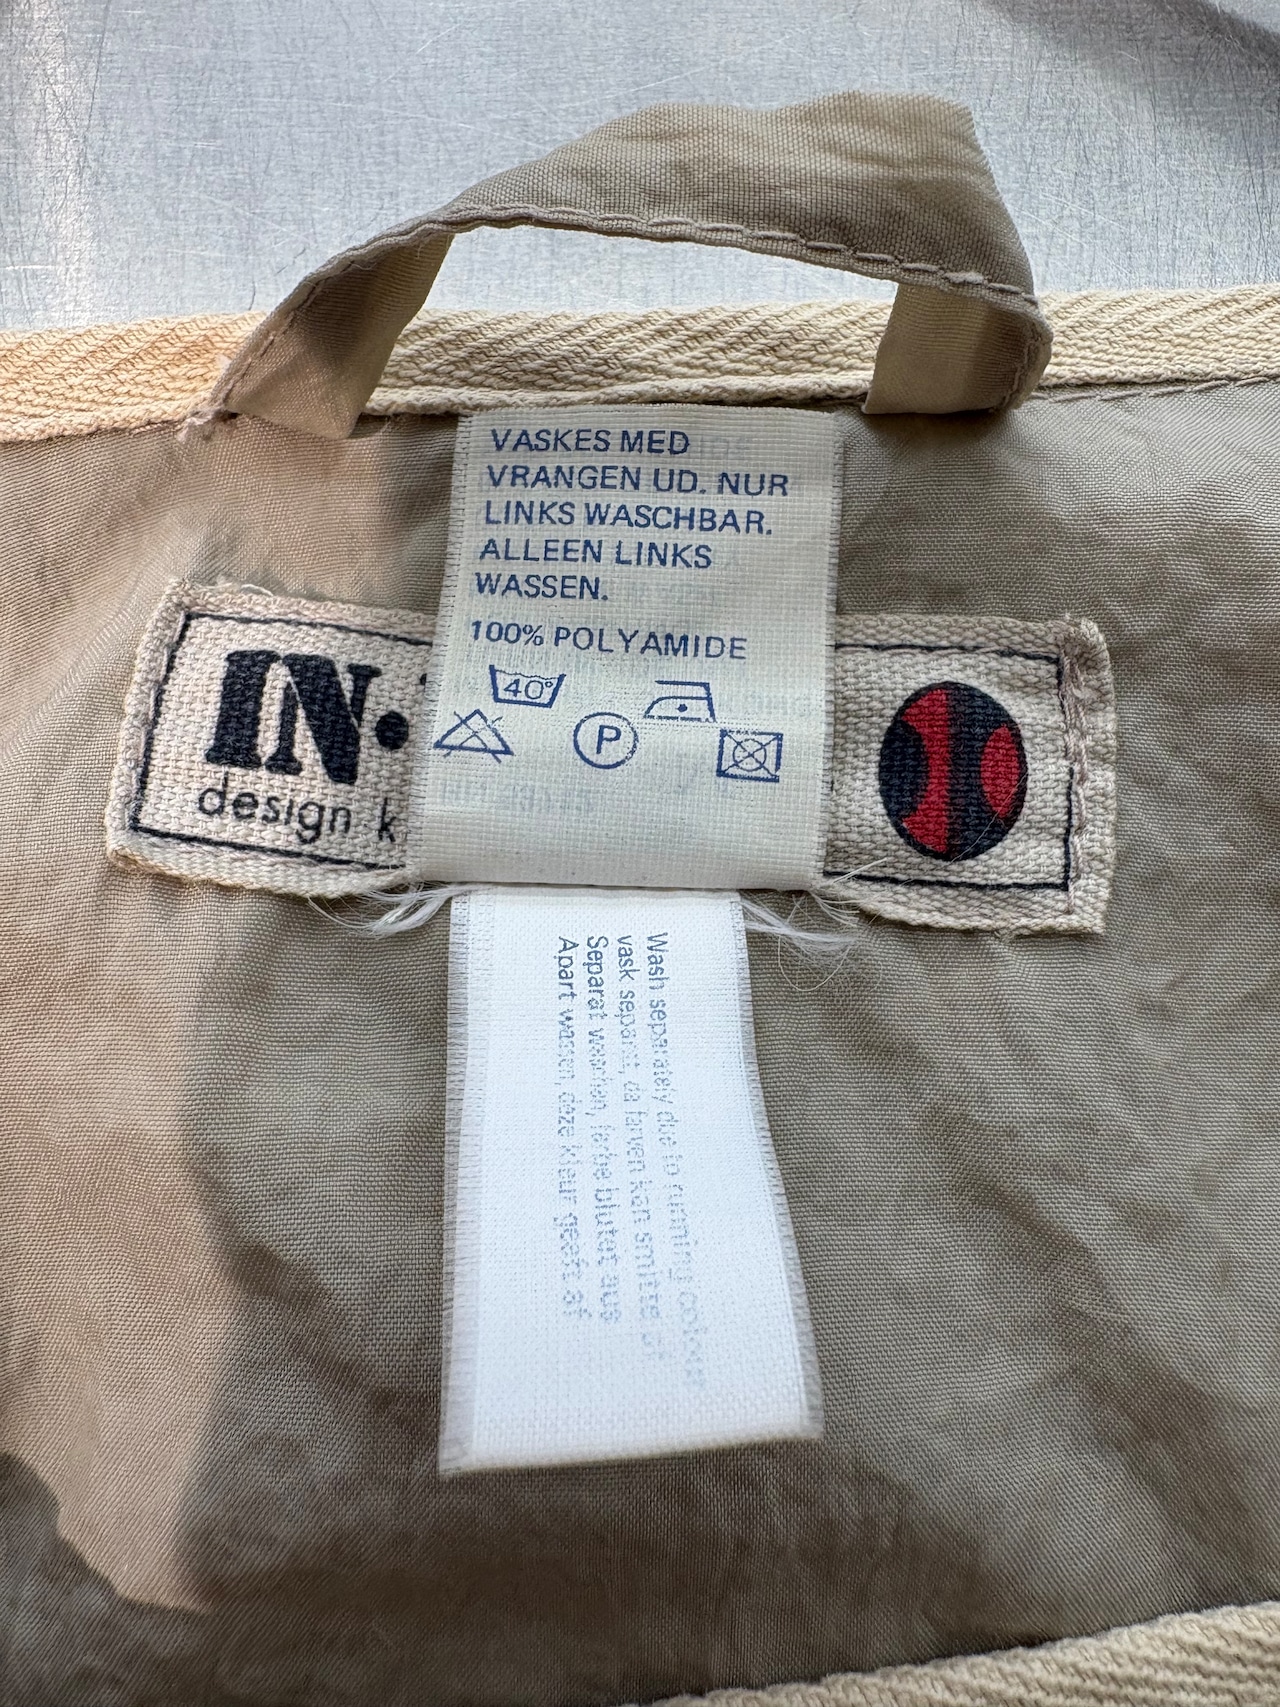 VASKES MED
VRANGEN UD. NUR
LINKS WASCHBAR.
ALLEEN LINKS
WASSEN.
100% POLYAMIDE
40°
P
IN.
design k
Wash separately due to running colour
vask separat, da farven kan smitte af
Separat waschen, farbe blutet aus
Apart wassen, deze kleur geeft af